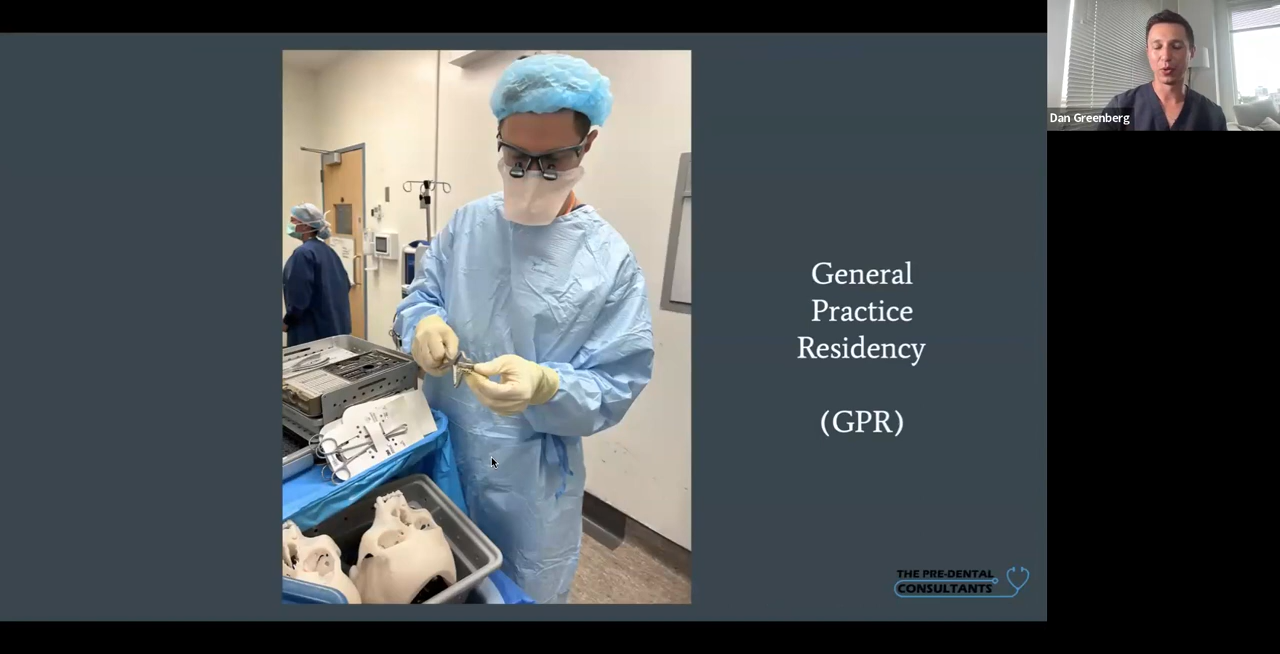 Dan Greenberg
General
Practice
Residency
(GPR)
THE PRE-DENTAL
CONSULTANTS